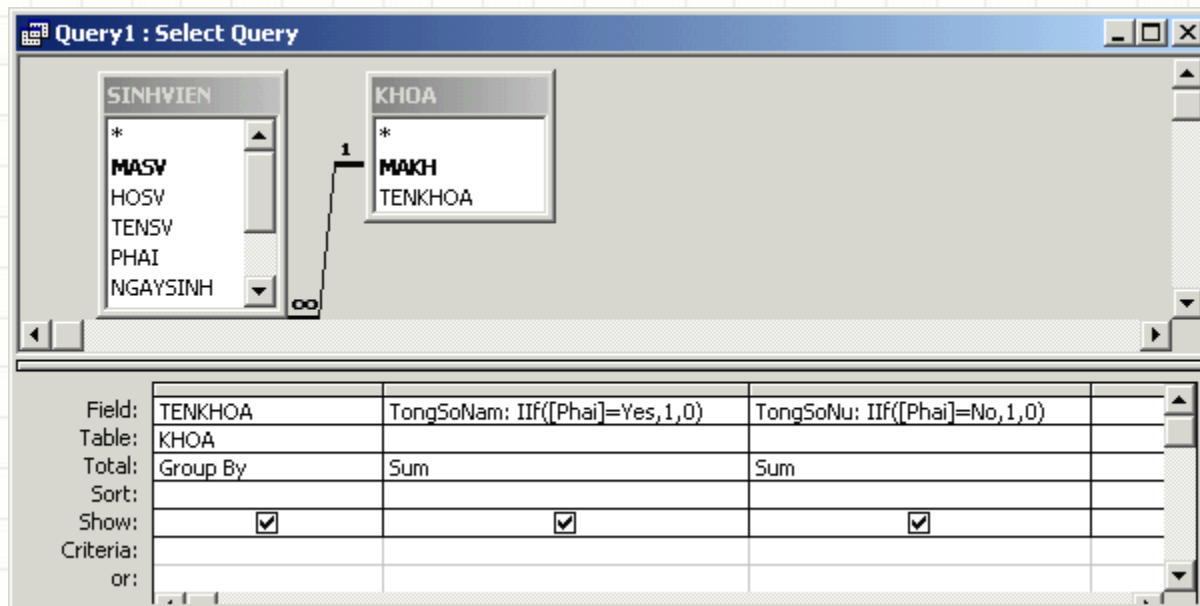 Query1 : Select Query
SINHVIEN
*
MASV
HOSV
TENSV
PHAI
NGAYSINH
1
∞
KHOA
*
MAKH
TENKHOA
Field: TENKHOA TongSoNam: IIf([Phai]=Yes,1,0) TongSoNu: IIf([Phai]=No,1,0)
Table: KHOA
Total: Group By Sum Sum
Sort:
Show:
Criteria:
or: